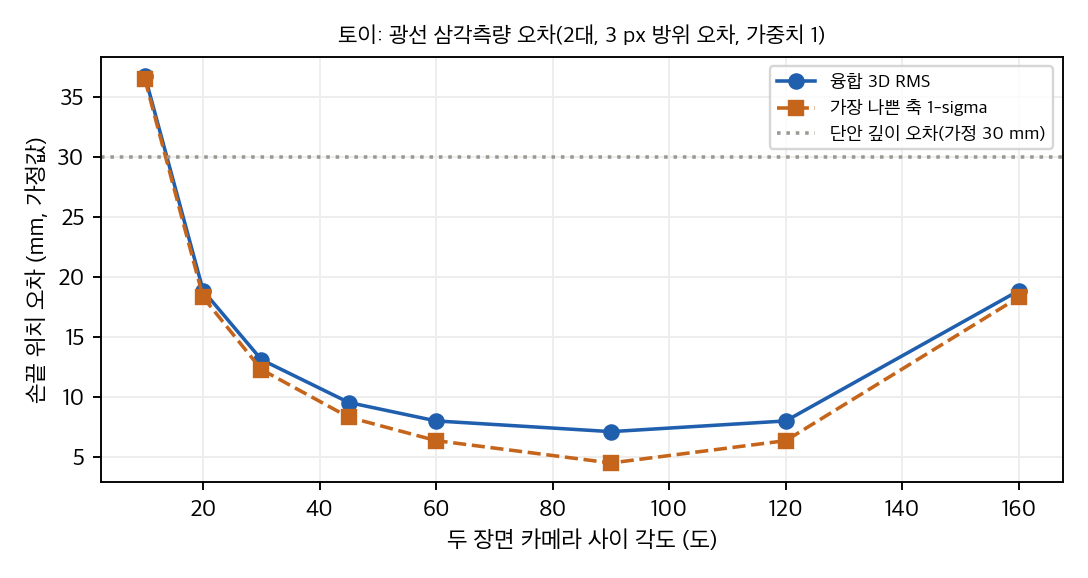 토이: 광선 삼각측량 오차(2대, 3 px 방위 오차, 가중치 1)
융합 3D RMS
가장 나쁜 축 1-sigma
단안 깊이 오차(가정 30 mm)
손끝 위치 오차 (mm, 가정값)
35
30
25
20
15
10
5
20 40 60 80 100 120 140 160
두 장면 카메라 사이 각도 (도)